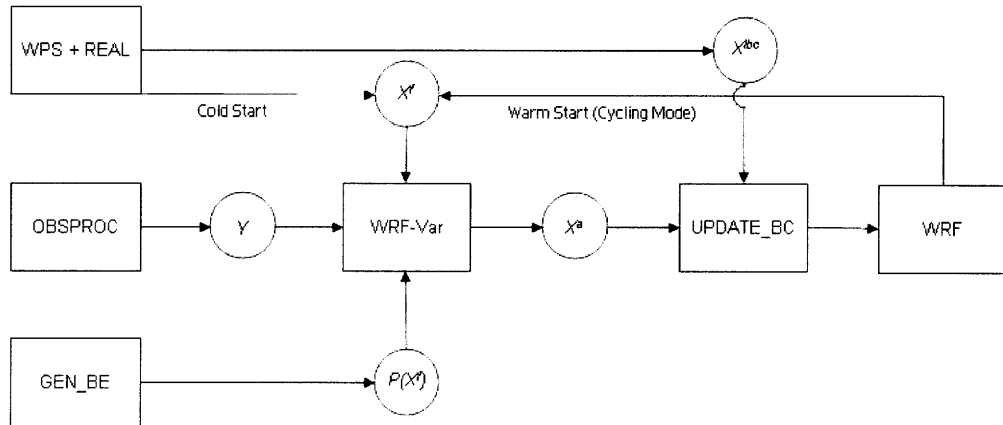 WPS + REAL
X^lbc
X^f
Cold Start
Warm Start (Cycling Mode)
OBSPROC
Y
WRF-Var
X^a
UPDATE_BC
WRF
GEN_BE
P(X^f)